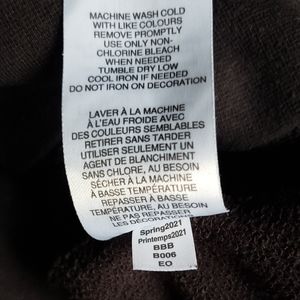 MACHINE WASH COLD
WITH LIKE COLOURS
REMOVE PROMPTLY
USE ONLY NON-
CHLORINE BLEACH
WHEN NEEDED
TUMBLE DRY LOW
COOL IRON IF NEEDED
DO NOT IRON ON DECORATION
LAVER À LA MACHINE
À L'EAU FROIDE AVEC
DES COULEURS SEMBLABLES
RETIRER SANS TARDER
UTILISER SEULEMENT UN
AGENT DE BLANCHIMENT
SANS CHLORE, AU BESOIN
SÉCHER À LA MACHINE
À BASSE TEMPÉRATURE
REPASSER À BASSE
TEMPÉRATURE, AU BESOIN
NE PAS REPASSER
LES DÉCORATIONS
Spring2021
Printemps2021
BBB
B006
EO